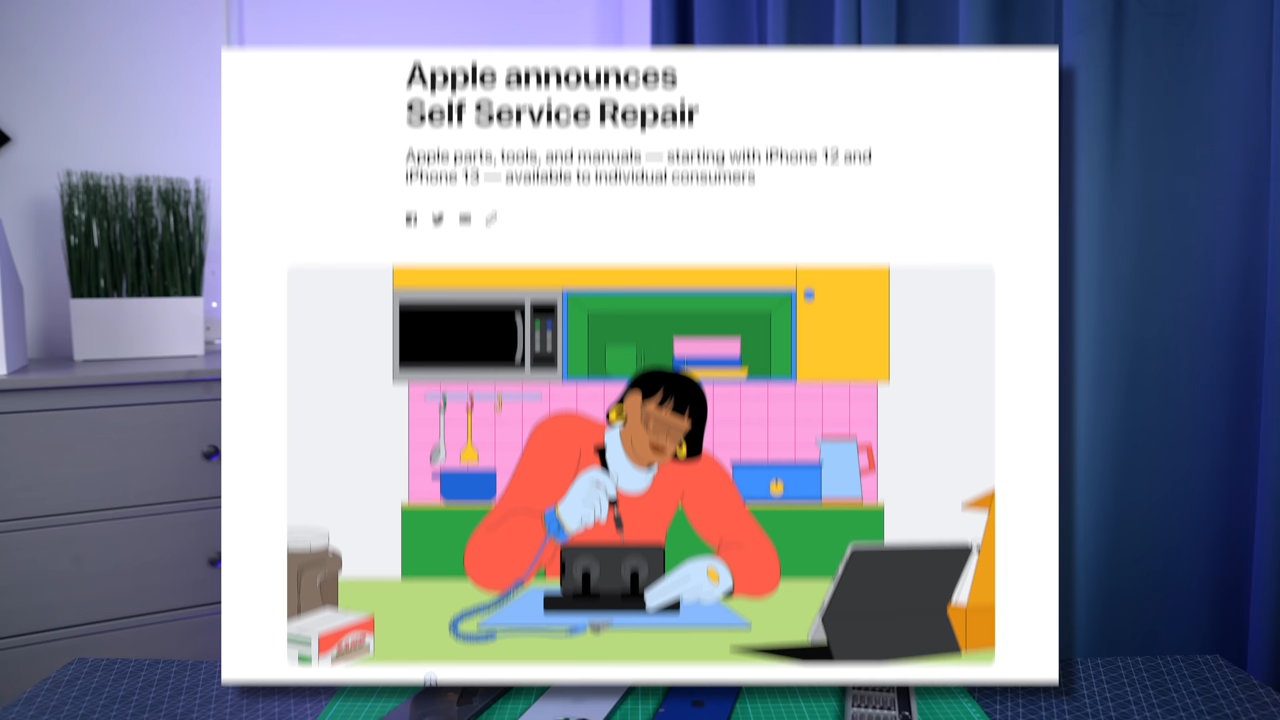 Apple announces
Self Service Repair
Apple parts, tools, and manuals — starting with iPhone 12 and
iPhone 13 — available to individual consumers